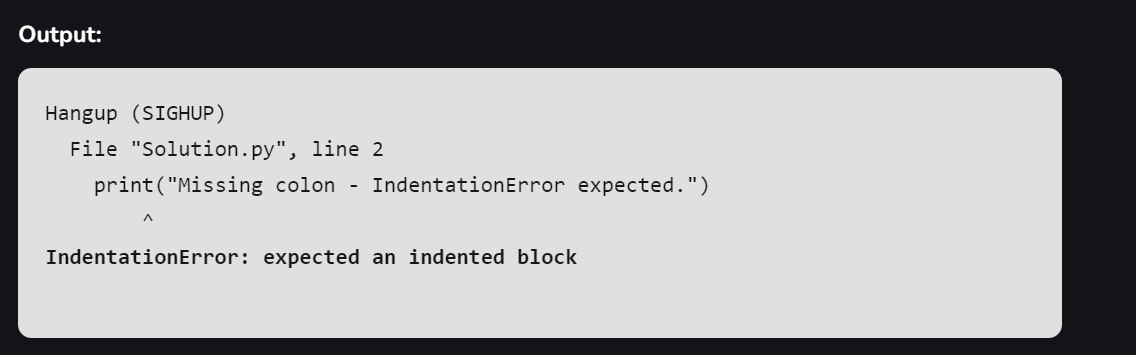 Output:
Hangup (SIGHUP)
File "Solution.py", line 2
print("Missing colon - IndentationError expected.")
^
IndentationError: expected an indented block